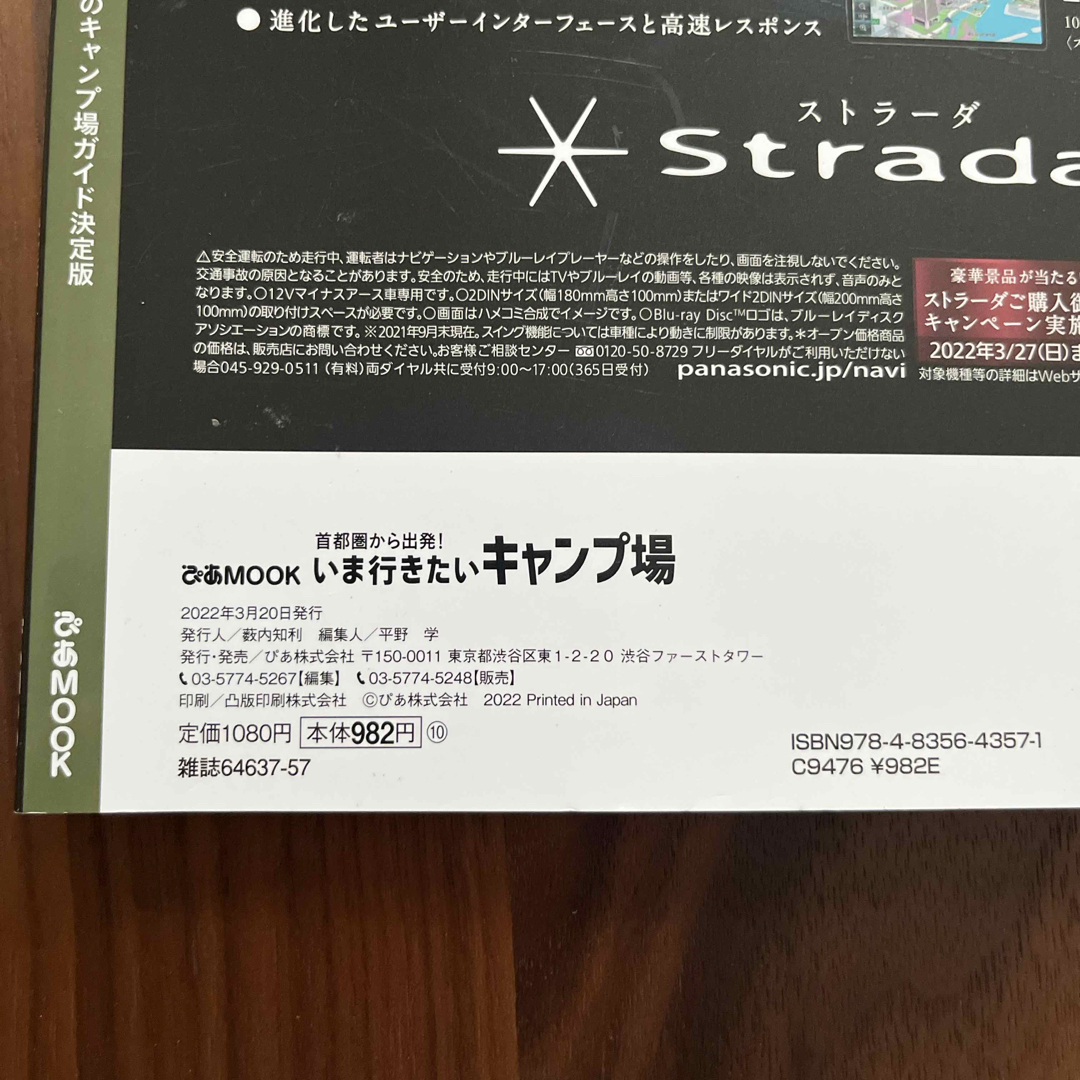 のキャンプ場ガイド決定版
ぴあMOOK
●進化したユーザーインターフェースと高速レスポンス
10
ストラーダ
Strada
⚠安全運転のため走行中、運転者はナビゲーションやブルーレイプレーヤーなどの操作をしたり、画面を注視しないでください。
交通事故の原因となることがあります。安全のため、走行中にはTVやブルーレイの動画等、各種の映像は表示されず、音声のみと
なります。○12Vマイナスアース車専用です。○2DINサイズ(幅180mm高さ100mm)またはワイド2DINサイズ(幅200mm高さ
100mm)の取り付けスペースが必要です。○画面はハメコミ合成でイメージです。○Blu-ray Disc™ロゴは、ブルーレイディスク
アソシエーションの商標です。※2021年9月末現在。スイング機能については車種により動きに制限があります。*オープン価格商品
の価格は、販売店にお問い合わせください。お客様ご相談センター 0120-50-8729 フリーダイヤルがご利用いただけない
場合045-929-0511(有料)両ダイヤル共に受付9:00〜17:00(365日受付) panasonic.jp/navi
豪華景品が当たる
ストラーダご購入
キャンペーン実施
2022年3/27(日)ま
対象機種等の詳細はWeb
ぴあMOOK 首都圏から出発!
いま行きたいキャンプ場
2022年3月20日発行
発行人/薮内知利 編集人/平野 学
発行・発売/ぴあ株式会社 〒150-0011 東京都渋谷区東1-2-20 渋谷ファーストタワー
03-5774-5267【編集】 03-5774-5248【販売】
印刷/凸版印刷株式会社 ©ぴあ株式会社 2022 Printed in Japan
定価1080円 本体982円 ⑩
雑誌64637-57
ISBN978-4-8356-4357-1
C9476 ¥982E